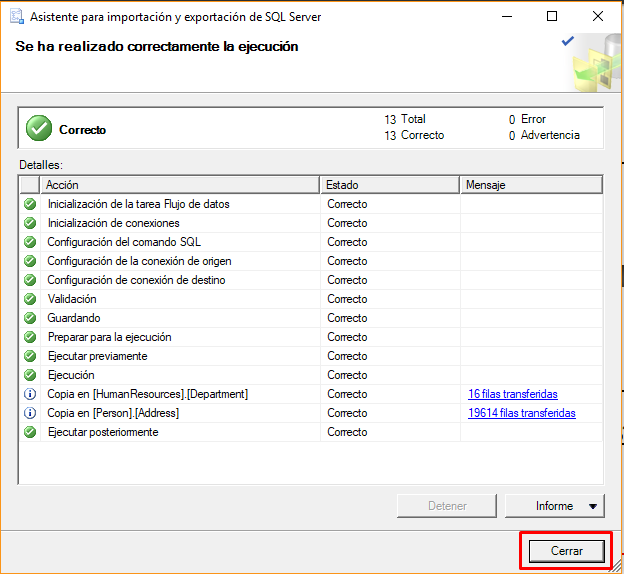 Asistente para importación y exportación de SQL Server
Se ha realizado correctamente la ejecución
Correcto
13 Total 0 Error
13 Correcto 0 Advertencia
Detalles:
Acción Estado Mensaje
Inicialización de la tarea Flujo de datos Correcto
Inicialización de conexiones Correcto
Configuración del comando SQL Correcto
Configuración de la conexión de origen Correcto
Configuración de conexión de destino Correcto
Validación Correcto
Guardando Correcto
Preparar para la ejecución Correcto
Ejecutar previamente Correcto
Ejecución Correcto
Copia en [HumanResources].[Department] Correcto 16 filas transferidas
Copia en [Person].[Address] Correcto 19614 filas transferidas
Ejecutar posteriormente Correcto
Detener Informe
Cerrar